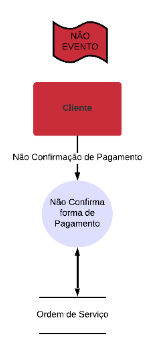 NÃO
EVENTO
Cliente
Não Confirmação de Pagamento
Não Confirma
forma de
Pagamento
Ordem de Serviço